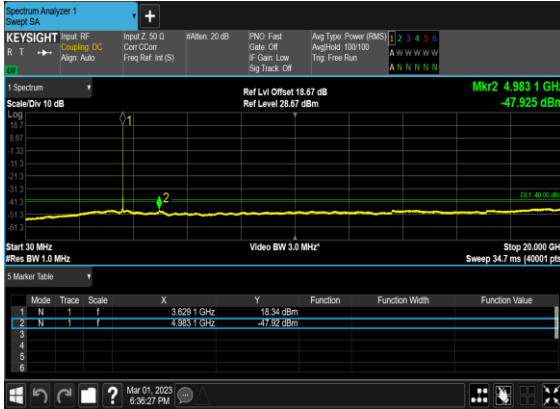 Spectrum Analyzer 1
Swept SA
+
KEYSIGHT Input: RF Input Z: 50 Ω #Atten: 20 dB PNO: Fast Avg Type: Power (RMS) 1 2 3 4 5 6
R T Coupling: DC Corr CCorr Gate: Off Avg|Hold: 100/100 A W W W W W
Align: Auto Freq Ref: Int (S) IF Gain: Low Trig: Free Run
Sig Track: Off A N N N N N
1 Spectrum Ref Lvl Offset 18.67 dB Mkr2 4.983 1 GHz
Scale/Div 10 dB Ref Level 28.67 dBm -47.925 dBm
Log
1
18.7
8.67
-1.33
-11.3
-21.3
-31.3
2 DL1 -40.00 dBm
-41.3
-51.3
-61.3
Start 30 MHz Video BW 3.0 MHz* Stop 20.000 GHz
#Res BW 1.0 MHz Sweep 34.7 ms (40001 pts)
5 Marker Table
Mode Trace Scale X Y Function Function Width Function Value
1 N 1 f 3.629 1 GHz 18.34 dBm
2 N 1 f 4.983 1 GHz -47.92 dBm
3
4
5
6
? Mar 01, 2023
6:36:27 PM